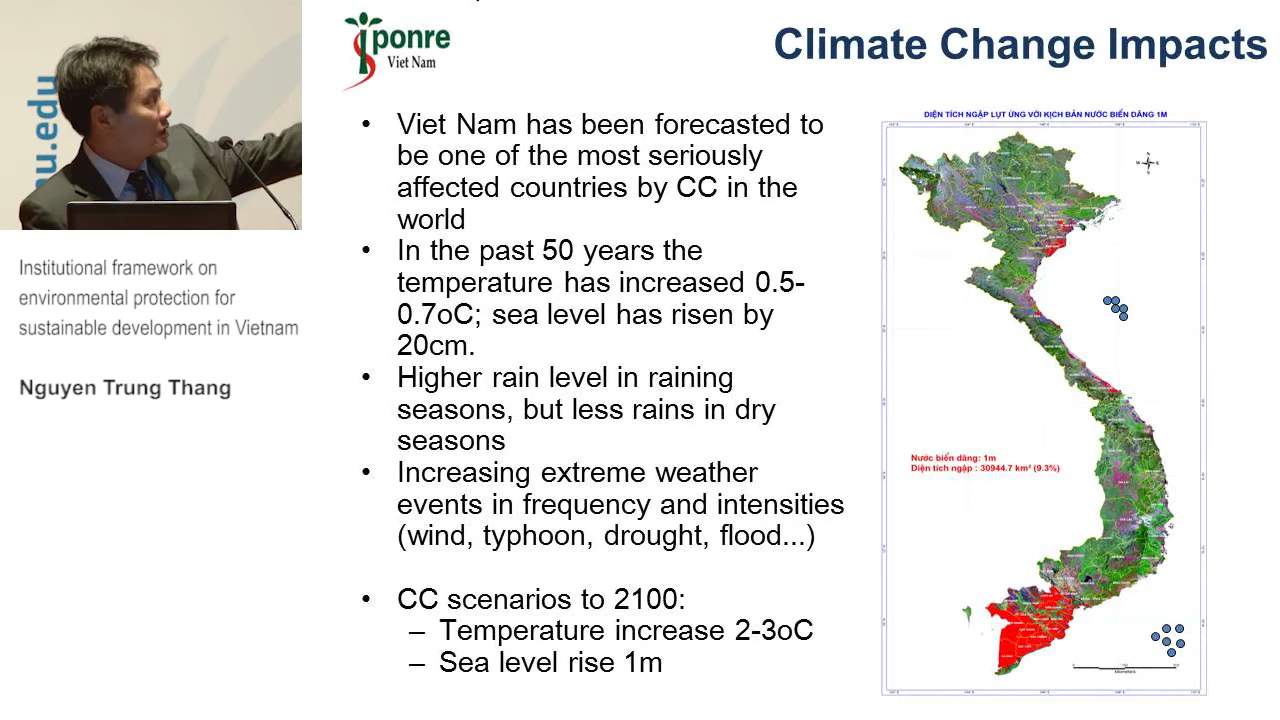 nu.edu
ponre
Viet Nam
Climate Change Impacts
Institutional framework on
environmental protection for
sustainable development in Vietnam
Nguyen Trung Thang
• Viet Nam has been forecasted to
be one of the most seriously
affected countries by CC in the
world
• In the past 50 years the
temperature has increased 0.5-
0.7oC; sea level has risen by
20cm.
• Higher rain level in raining
seasons, but less rains in dry
seasons
• Increasing extreme weather
events in frequency and intensities
(wind, typhoon, drought, flood...)
• CC scenarios to 2100:
– Temperature increase 2-3oC
– Sea level rise 1m
DIỆN TÍCH NGẬP LỤT ỨNG VỚI KỊCH BẢN NƯỚC BIỂN DÂNG 1M
Nước biển dâng: 1m
Diện tích ngập : 30944.7 km² (9.3%)
kilometers